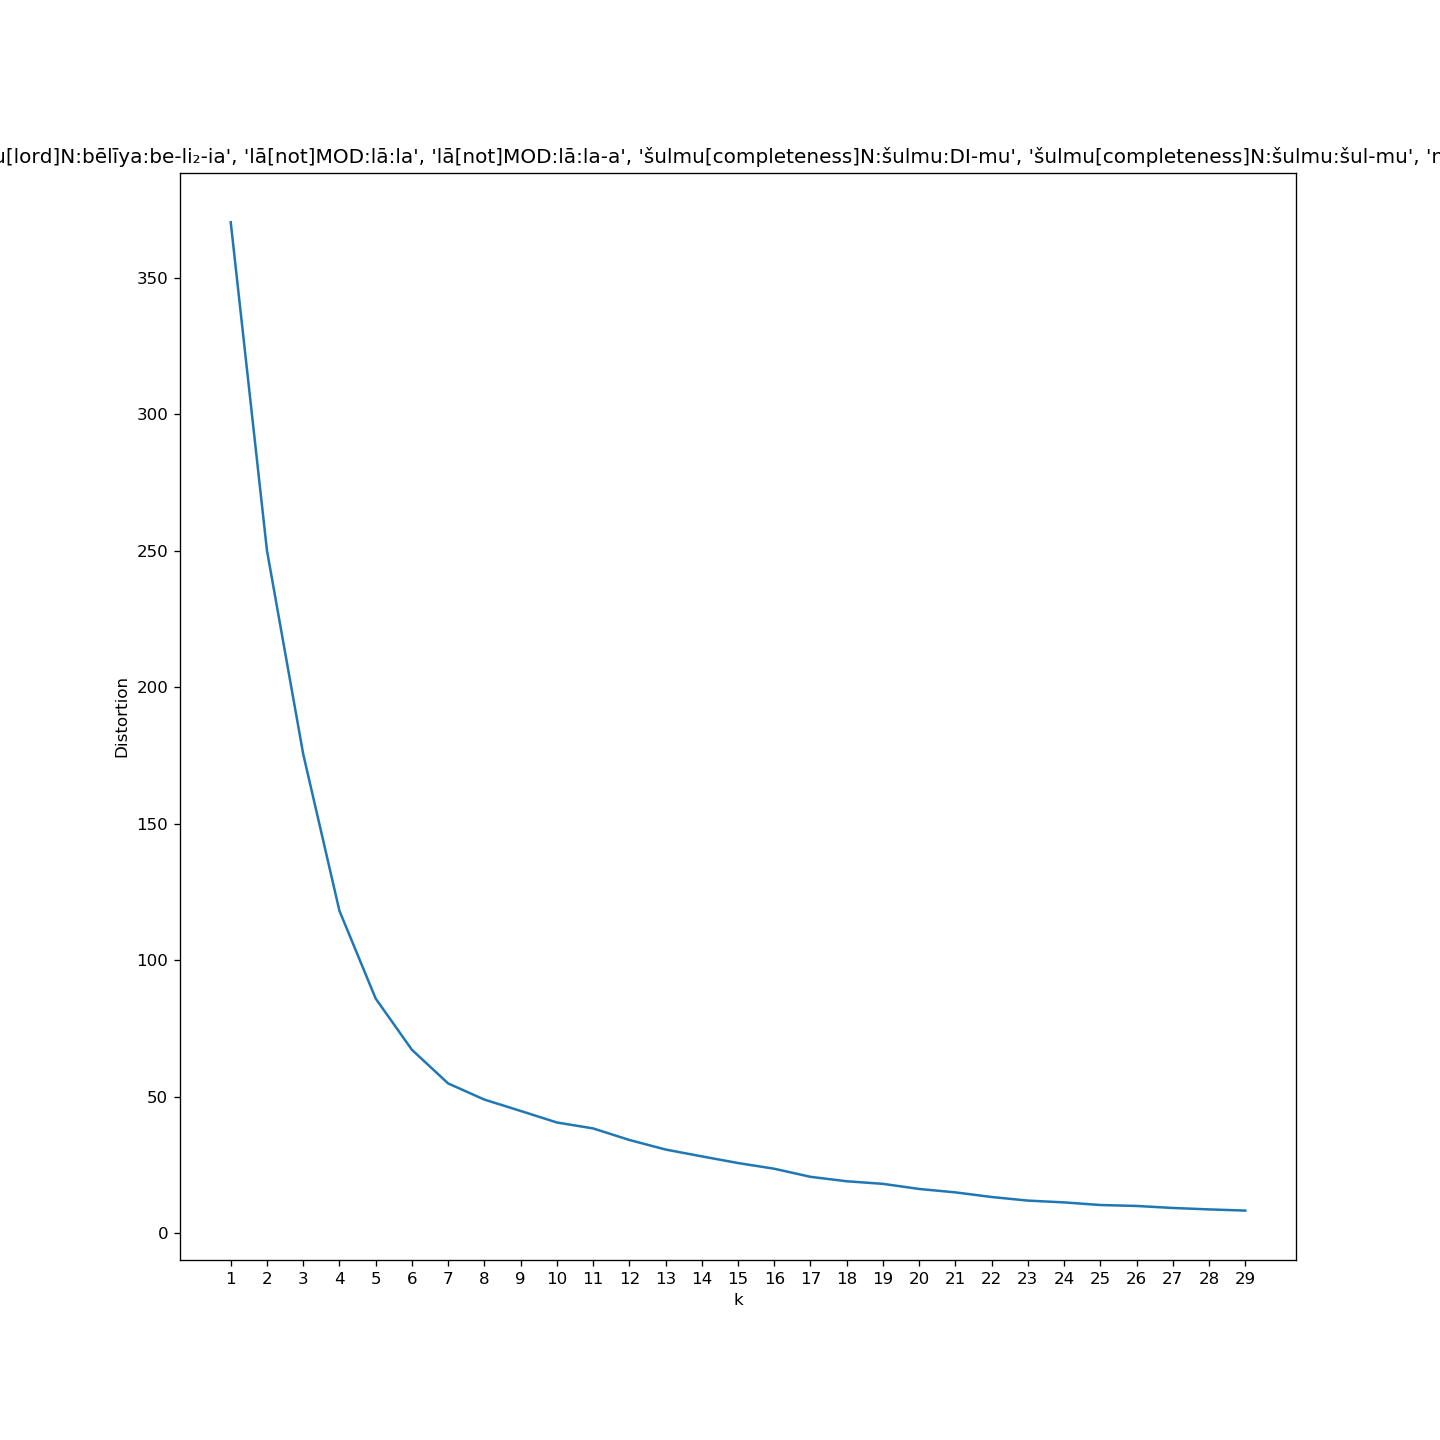 [lord]N:bēlīya:be-li₂-ia', 'lā[not]MOD:lā:la', 'lā[not]MOD:lā:la-a', 'šulmu[completeness]N:šulmu:DI-mu', 'šulmu[completeness]N:šulmu:šul-mu',
350
300
250
200
150
100
50
0
Distortion
1 2 3 4 5 6 7 8 9 10 11 12 13 14 15 16 17 18 19 20 21 22 23 24 25 26 27 28 29
k